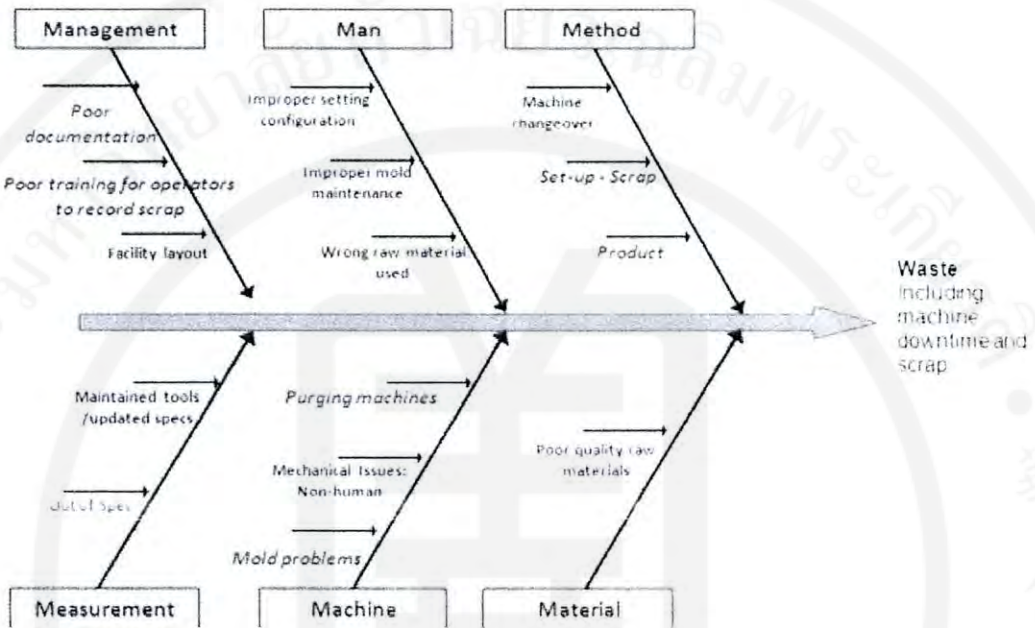 Management
Man
Method
Poor
documentation
Poor training for operators
to record scrap
Facility layout
Improper setting
configuration
Improper mold
maintenance
Wrong raw material
used
Machine
changeover
Set-up - Scrap
Product
Waste
Including
machine
downtime and
scrap
Maintained tools
/updated specs
Out of Spec
Purging machines
Mechanical Issues:
Non-human
Mold problems
Poor quality raw
materials
Measurement
Machine
Material